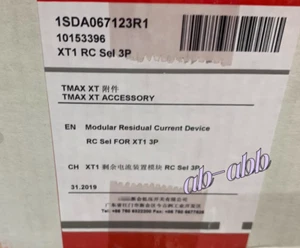 1SDA067123R1
10153396
XT1 RC Sel 3P
TMAX XT 附件
TMAX XT ACCESSORY
EN Modular Residual Current Device
RC Sel FOR XT1 3P
CH XT1 剩余电流装置模块 RC Sel 3P
ab-abb
31.2019